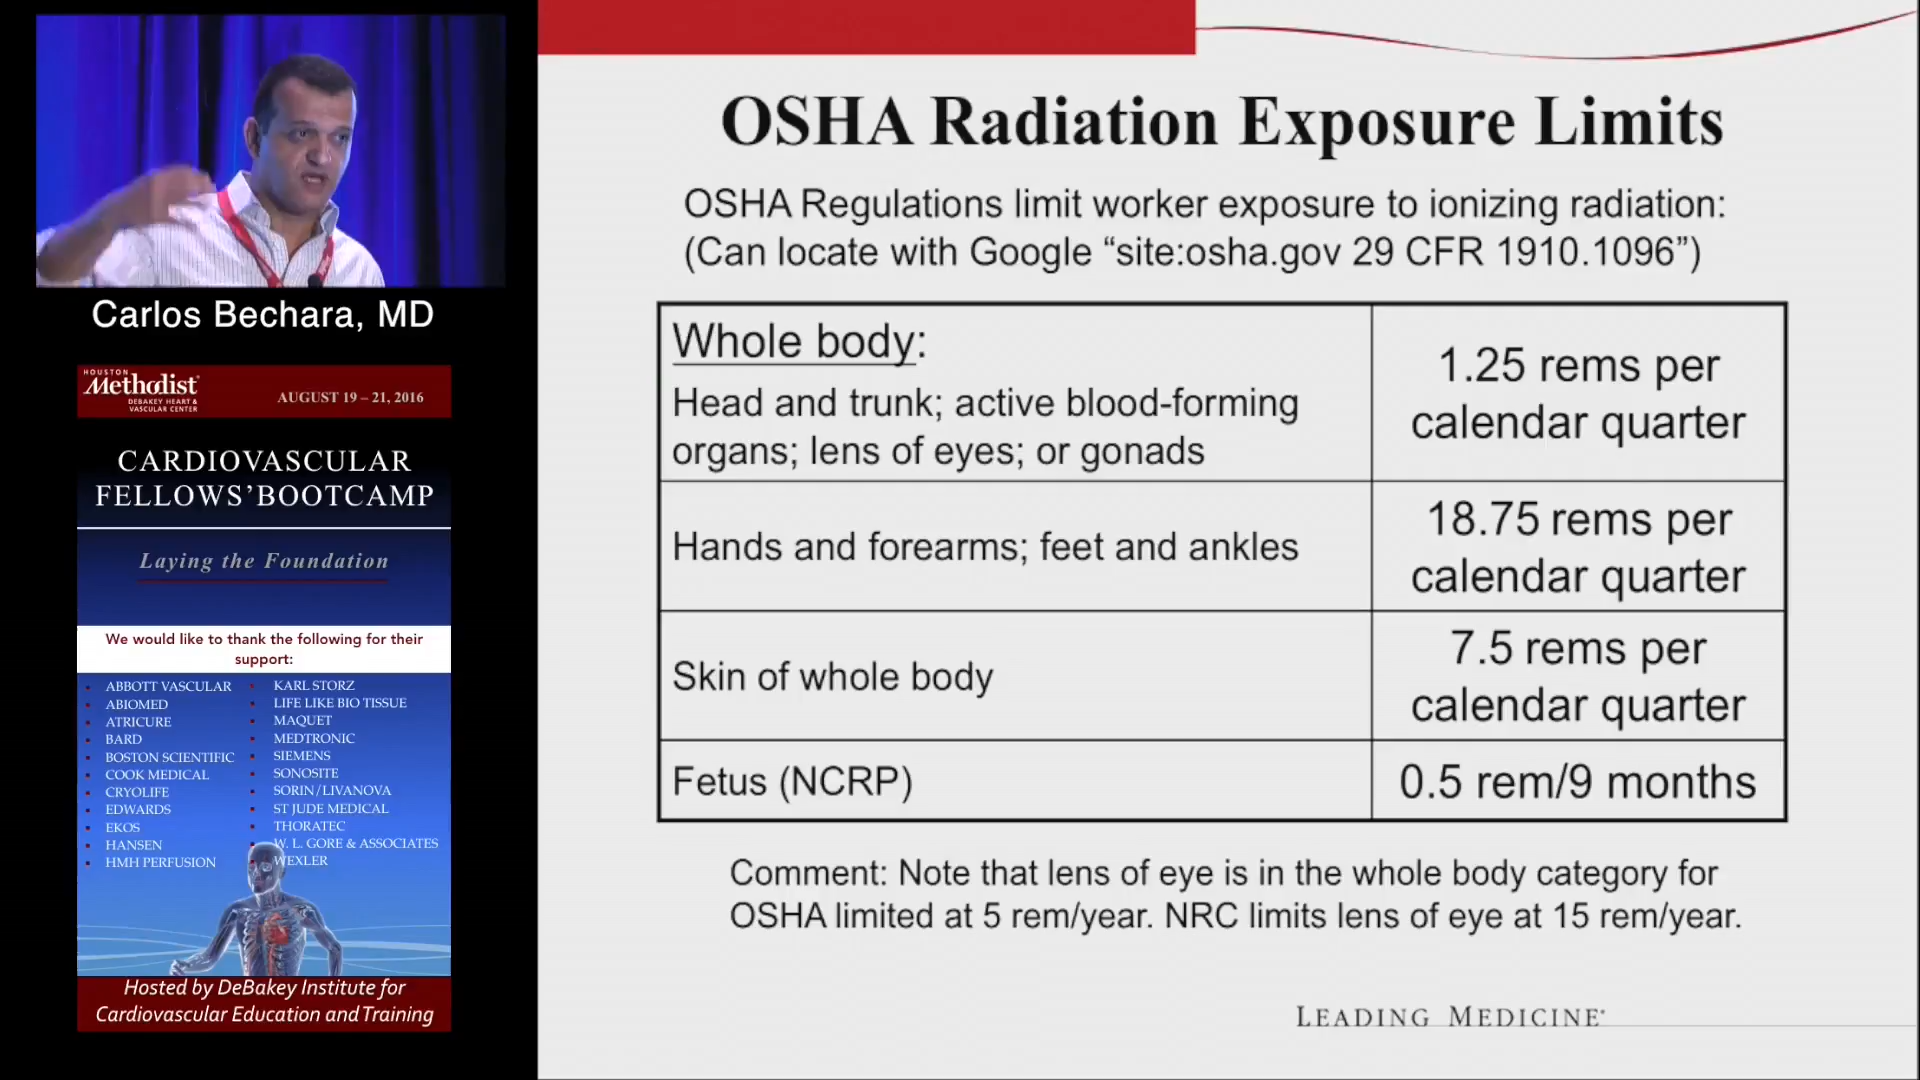 Carlos Bechara, MD
HOUSTON
Methodist
DEBAKEY HEART &
VASCULAR CENTER
AUGUST 19 – 21, 2016
CARDIOVASCULAR
FELLOWS’BOOTCAMP
Laying the Foundation
We would like to thank the following for their
support:
ABBOTT VASCULAR
ABIOMED
ATRICURE
BARD
BOSTON SCIENTIFIC
COOK MEDICAL
CRYOLIFE
EDWARDS
EKOS
HANSEN
HMH PERFUSION
KARL STORZ
LIFE LIKE BIO TISSUE
MAQUET
MEDTRONIC
SIEMENS
SONOSITE
SORIN/LIVANOVA
ST JUDE MEDICAL
THORATEC
W. L. GORE & ASSOCIATES
WEXLER
Hosted by DeBakey Institute for
Cardiovascular Education and Training
OSHA Radiation Exposure Limits
OSHA Regulations limit worker exposure to ionizing radiation:
(Can locate with Google “site:osha.gov 29 CFR 1910.1096”)
Whole body:
Head and trunk; active blood-forming
organs; lens of eyes; or gonads
1.25 rems per
calendar quarter
Hands and forearms; feet and ankles
18.75 rems per
calendar quarter
Skin of whole body
7.5 rems per
calendar quarter
Fetus (NCRP)
0.5 rem/9 months
Comment: Note that lens of eye is in the whole body category for
OSHA limited at 5 rem/year. NRC limits lens of eye at 15 rem/year.
LEADING MEDICINE